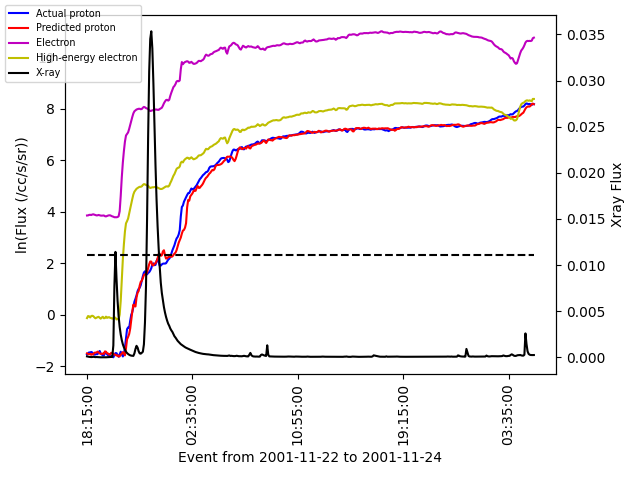 Actual proton
Predicted proton
Electron
High-energy electron
X-ray
8
6
4
2
0
−2
ln(Flux (/cc/s/sr))
0.035
0.030
0.025
0.020
0.015
0.010
0.005
0.000
Xray Flux
18:15:00
02:35:00
10:55:00
19:15:00
03:35:00
Event from 2001-11-22 to 2001-11-24